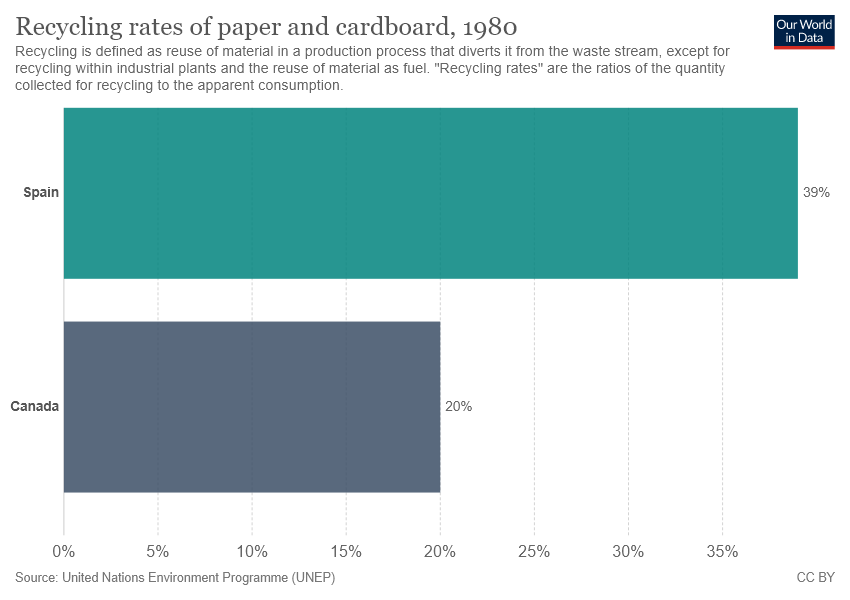 Recycling rates of paper and cardboard, 1980
Our World
in Data
Recycling is defined as reuse of material in a production process that diverts it from the waste stream, except for
recycling within industrial plants and the reuse of material as fuel. "Recycling rates" are the ratios of the quantity
collected for recycling to the apparent consumption.
Spain
39%
Canada
20%
0% 5% 10% 15% 20% 25% 30% 35%
Source: United Nations Environment Programme (UNEP)
CC BY